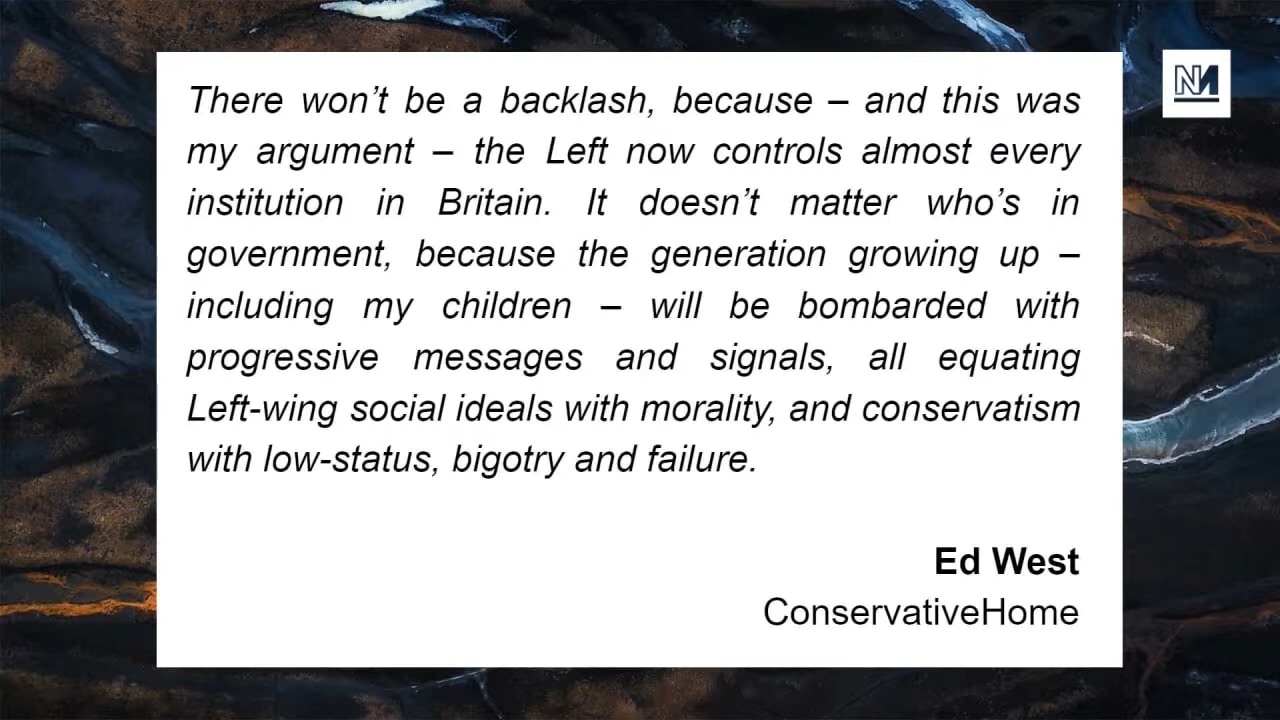 There won’t be a backlash, because – and this was
my argument – the Left now controls almost every
institution in Britain. It doesn’t matter who’s in
government, because the generation growing up –
including my children – will be bombarded with
progressive messages and signals, all equating
Left-wing social ideals with morality, and conservatism
with low-status, bigotry and failure.
Ed West
ConservativeHome
NM